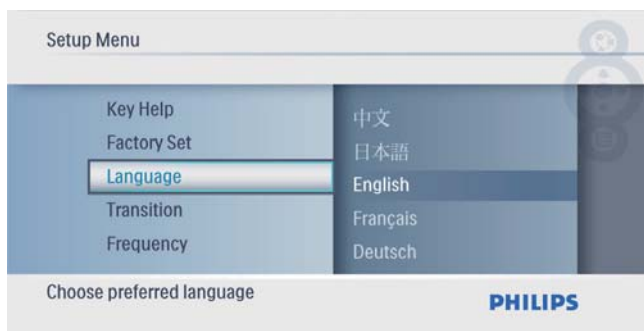 Setup Menu
Key Help
Factory Set
Language
Transition
Frequency
中文
日本語
English
Français
Deutsch
Choose preferred language
PHILIPS